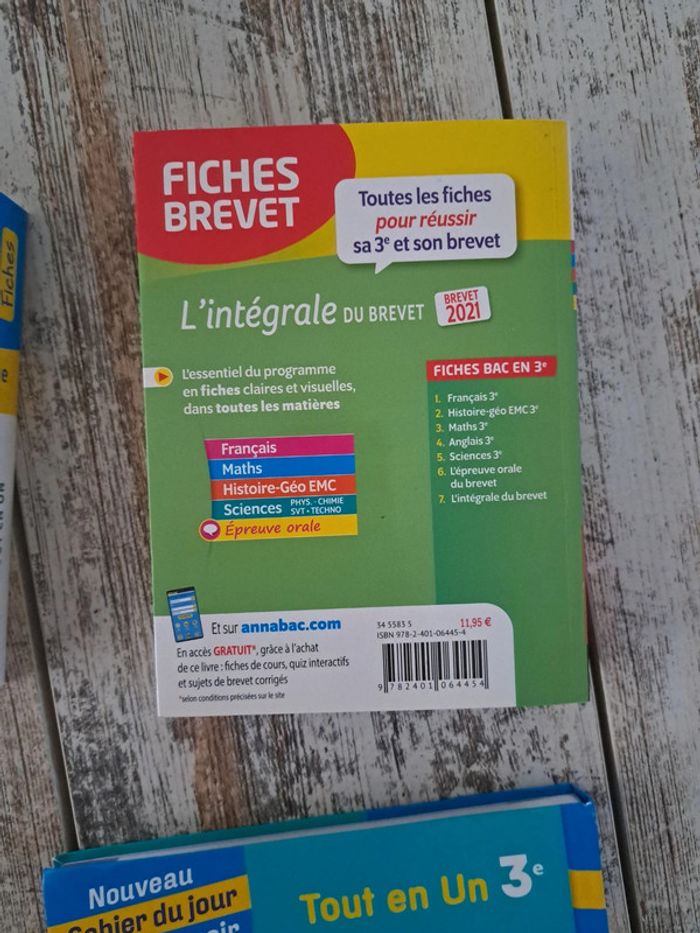 FICHES
BREVET
Toutes les fiches
pour réussir
sa 3e et son brevet
L'intégrale DU BREVET
BREVET
2021
L'essentiel du programme
en fiches claires et visuelles,
dans toutes les matières
Français
Maths
Histoire-Géo EMC
Sciences PHYS. - CHIMIE
SVT • TECHNO
Épreuve orale
FICHES BAC EN 3e
1. Français 3e
2. Histoire-géo EMC 3e
3. Maths 3e
4. Anglais 3e
5. Sciences 3e
6. L'épreuve orale
du brevet
7. L'intégrale du brevet
Et sur annabac.com
En accès GRATUIT*, grâce à l'achat
de ce livre : fiches de cours, quiz interactifs
et sujets de brevet corrigés
*selon conditions précisées sur le site
34 5583 5
ISBN 978-2-401-06445-4
11,95 €
9 782401 064454
Fiches
EN UN
Nouveau
Cahier du jour
Tout en Un 3e